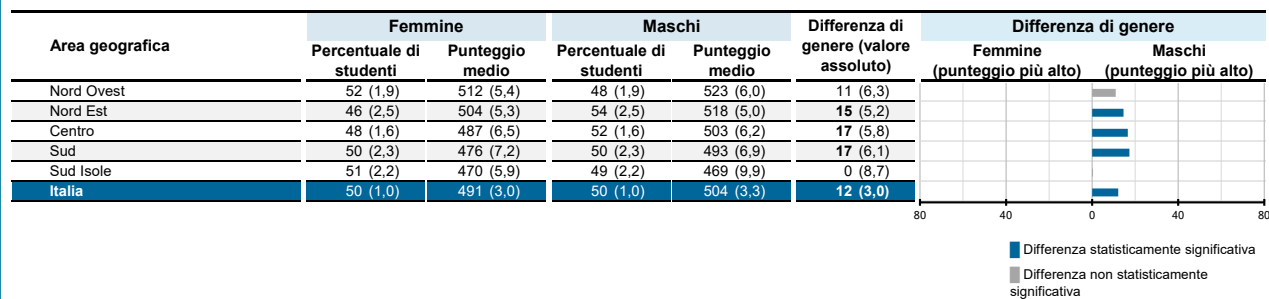 Area geografica Femmine Maschi Differenza di genere (valore assoluto) Differenza di genere
Percentuale di studenti Punteggio medio Percentuale di studenti Punteggio medio Femmine (punteggio più alto) Maschi (punteggio più alto)
Nord Ovest 52 (1,9) 512 (5,4) 48 (1,9) 523 (6,0) 11 (6,3)
Nord Est 46 (2,5) 504 (5,3) 54 (2,5) 518 (5,0) 15 (5,2)
Centro 48 (1,6) 487 (6,5) 52 (1,6) 503 (6,2) 17 (5,8)
Sud 50 (2,3) 476 (7,2) 50 (2,3) 493 (6,9) 17 (6,1)
Sud Isole 51 (2,2) 470 (5,9) 49 (2,2) 469 (9,9) 0 (8,7)
Italia 50 (1,0) 491 (3,0) 50 (1,0) 504 (3,3) 12 (3,0)
80 40 0 40 80
Differenza statisticamente significativa
Differenza non statisticamente
significativa